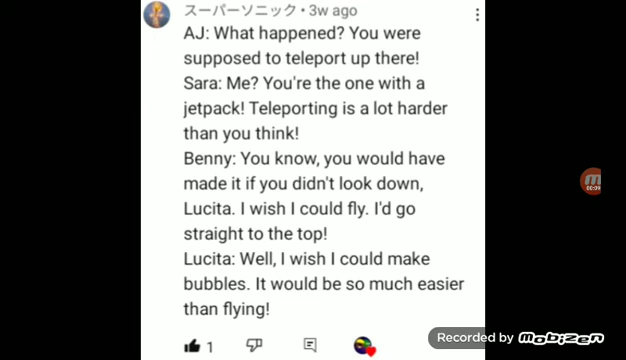 スーパーソニック • 3w ago
AJ: What happened? You were
supposed to teleport up there!
Sara: Me? You're the one with a
jetpack! Teleporting is a lot harder
than you think!
Benny: You know, you would have
made it if you didn't look down,
Lucita. I wish I could fly. I'd go
straight to the top!
Lucita: Well, I wish I could make
bubbles. It would be so much easier
than flying!
1
00:09
Recorded by mobizen